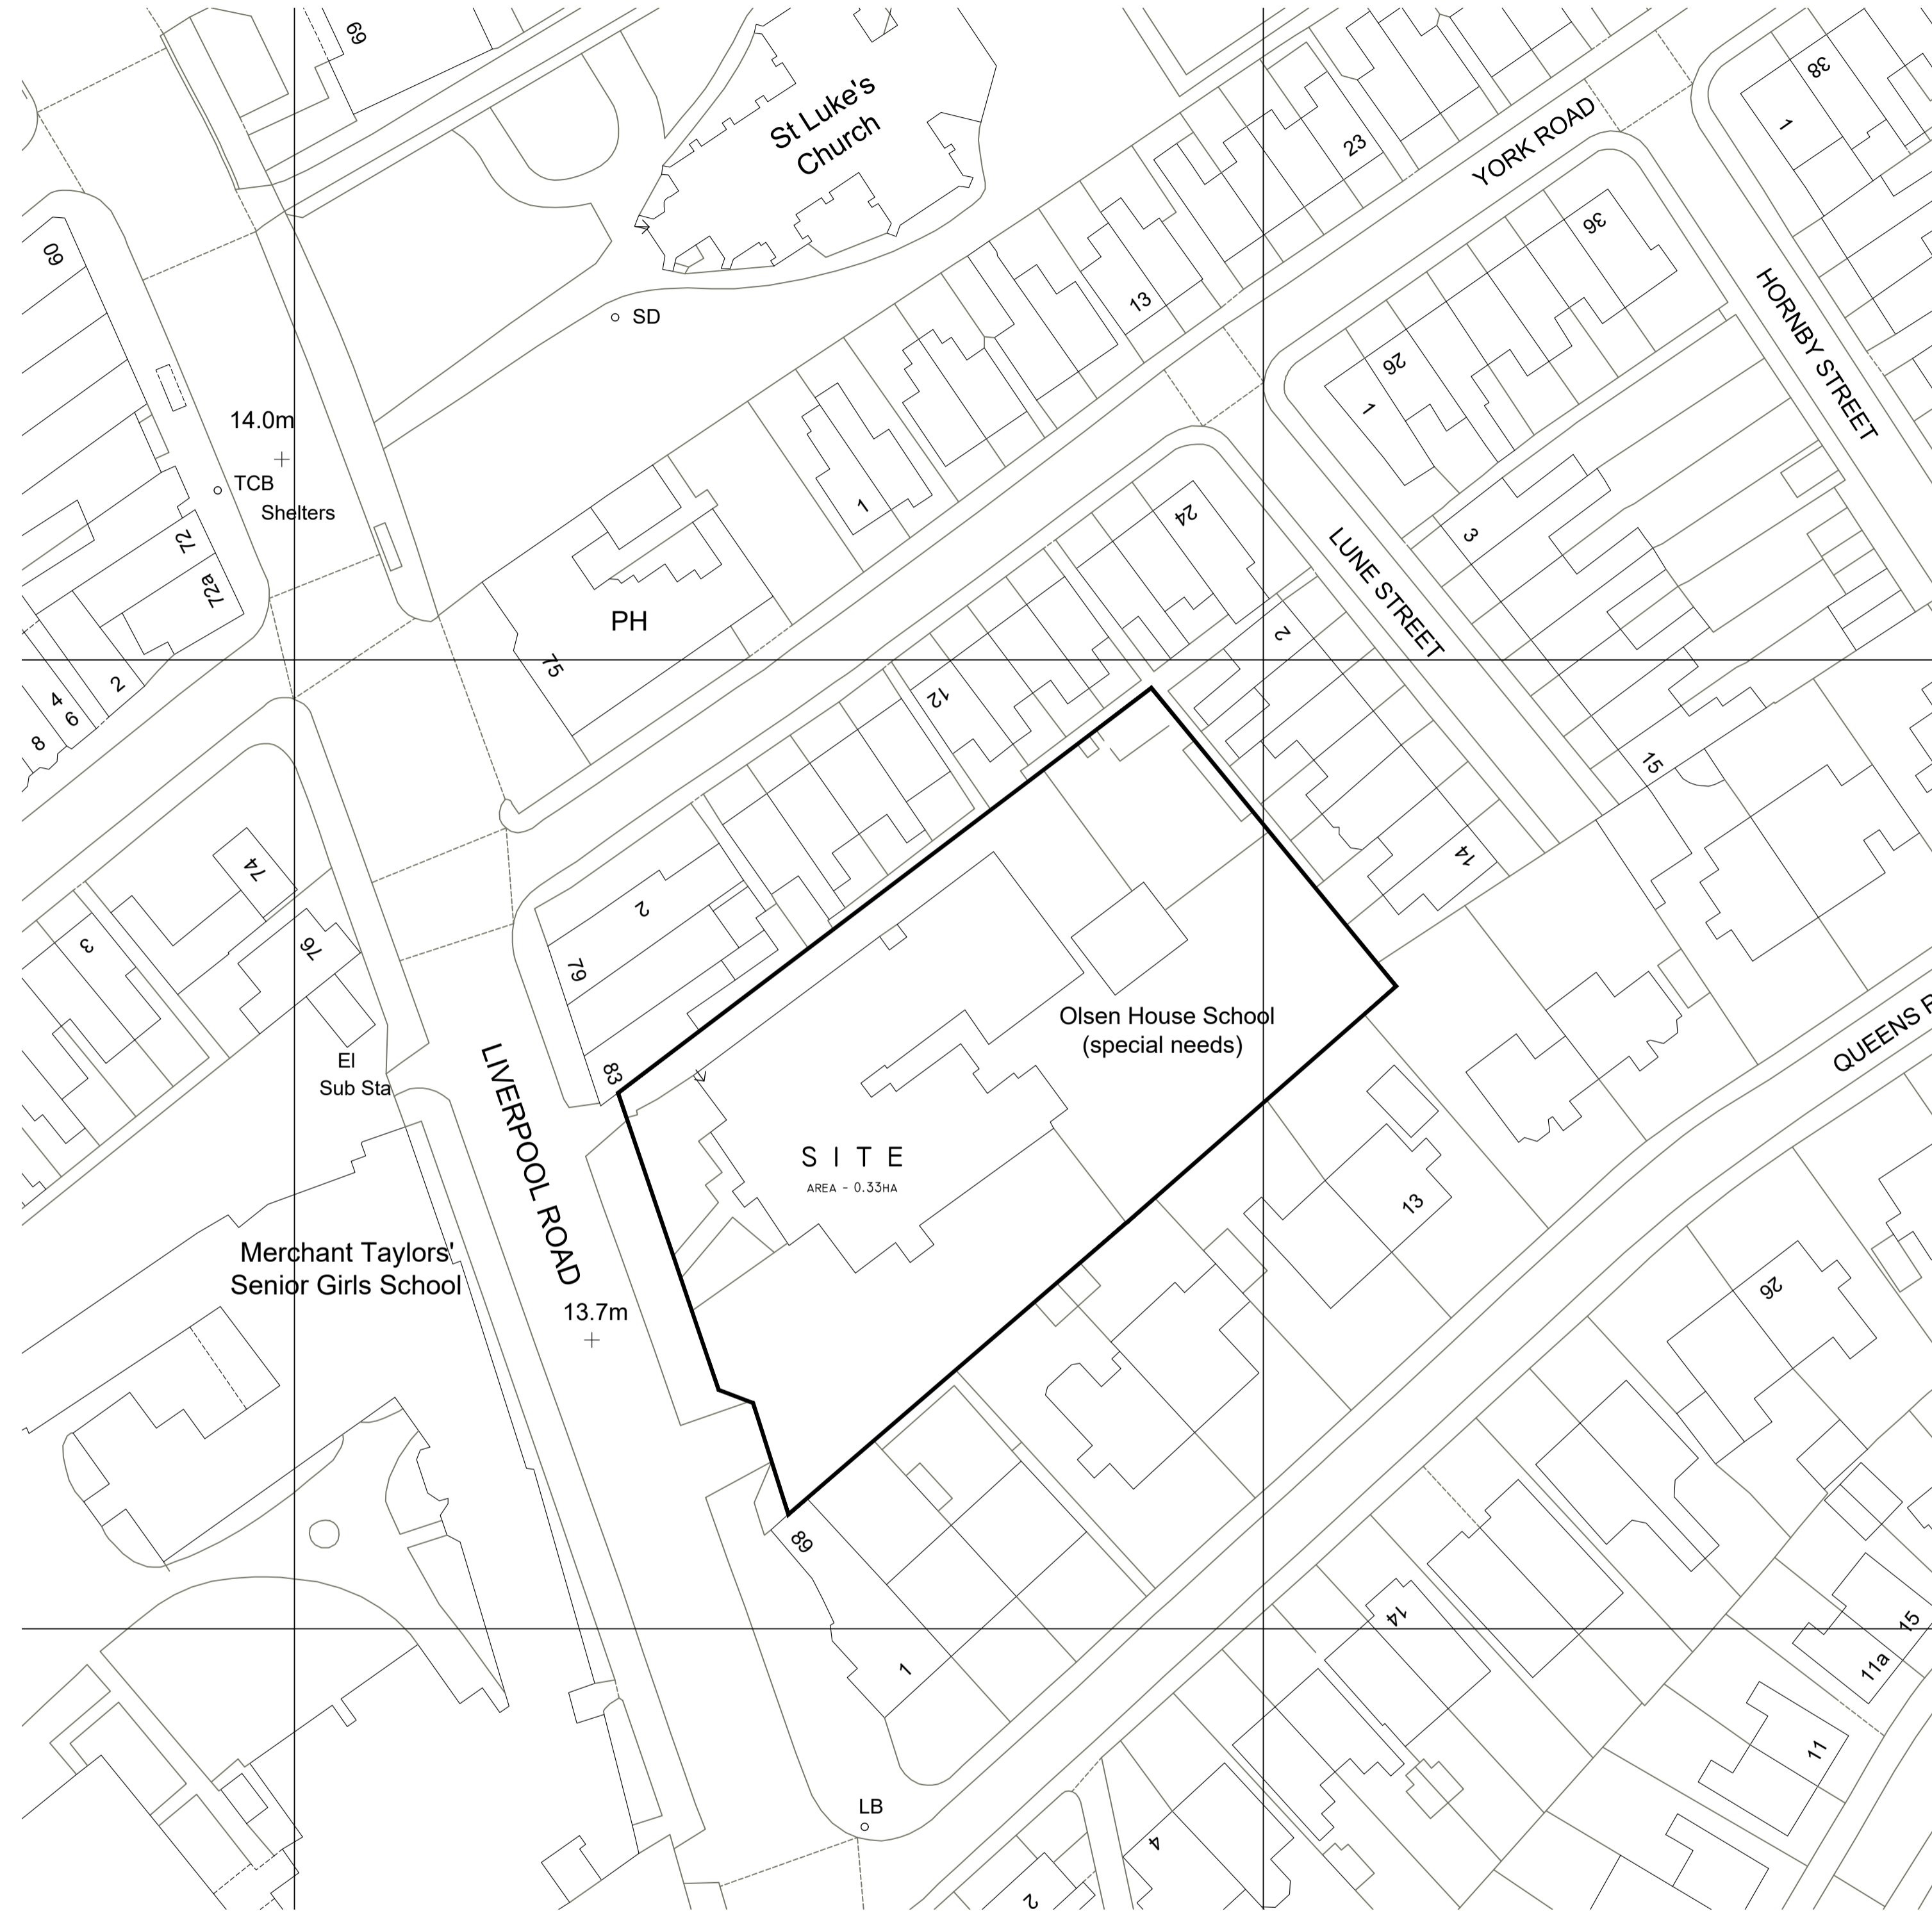 69
St Luke's
Church
38
1
23
YORK ROAD
36
60
HORNBY STREET
13
SD
26
1
14.0m
TCB
Shelters
1
72
24
3
72a
LUNE STREET
PH
2
75
2
4
6
8
12
15
74
14
2
3
76
79
Olsen House School
(special needs)
QUEENS R
El
Sub Sta
83
LIVERPOOL ROAD
SITE
AREA - 0.33HA
13
Merchant Taylors'
Senior Girls School
13.7m
26
89
14
15
1
11a
11
LB
4
2